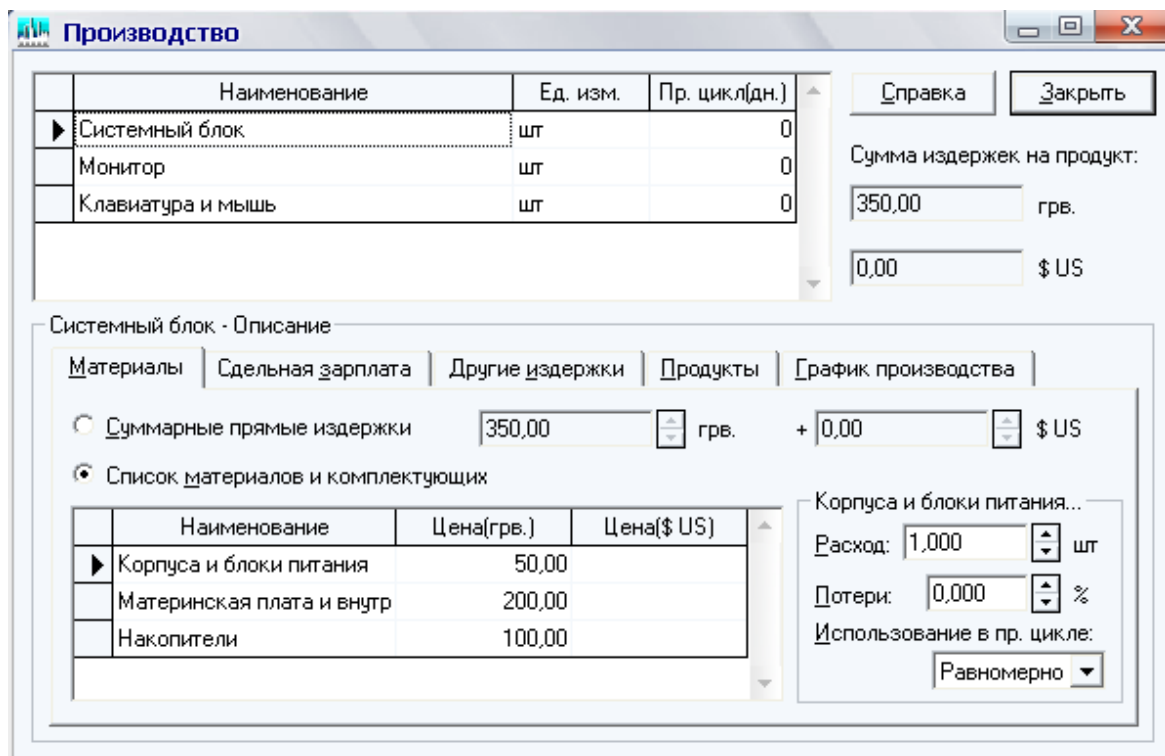 Производство
Наименование Ед. изм. Пр. цикл(дн.)
Системный блок шт 0
Монитор шт 0
Клавиатура и мышь шт 0
Справка Закрыть
Сумма издержек на продукт:
350,00 грв.
0,00 $ US
Системный блок - Описание
Материалы Сдельная зарплата Другие издержки Продукты График производства
Суммарные прямые издержки 350,00 грв. + 0,00 $ US
Список материалов и комплектующих
Наименование Цена(грв.) Цена($ US)
Корпуса и блоки питания 50,00
Материнская плата и внутр 200,00
Накопители 100,00
Корпуса и блоки питания...
Расход: 1,000 шт
Потери: 0,000 %
Использование в пр. цикле:
Равномерно